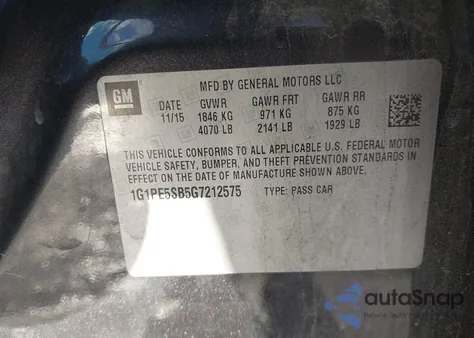 GM
MFD BY GENERAL MOTORS LLC
DATE GVWR GAWR FRT GAWR RR
11/15 1846 KG 971 KG 875 KG
4070 LB 2141 LB 1929 LB
THIS VEHICLE CONFORMS TO ALL APPLICABLE U.S. FEDERAL MOTOR
VEHICLE SAFETY, BUMPER, AND THEFT PREVENTION STANDARDS IN
EFFECT ON THE DATE OF MANUFACTURE SHOWN ABOVE.
1G1PE5SB5G7212575 TYPE: PASS CAR
autoSnap